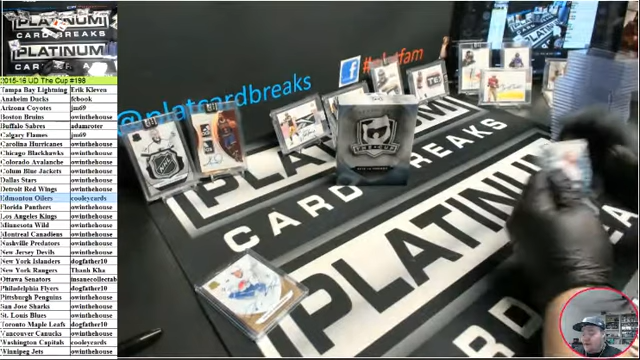 PLATINUM
CARD BREAKS
PLATINUM
2015-16 UD The Cup #198
Tampa Bay Lightning Erik Kleven
Anaheim Ducks fcbook
Arizona Coyotes jm69
Boston Bruins owinthehouse
Buffalo Sabres adamroter
Calgary Flames jm69
Carolina Hurricanes owinthehouse
Chicago Blackhawks owinthehouse
Colorado Avalanche owinthehouse
Colum Blue Jackets owinthehouse
Dallas Stars owinthehouse
Detroit Red Wings owinthehouse
Edmonton Oilers cooleycards
Florida Panthers owinthehouse
Los Angeles Kings owinthehouse
Minnesota Wild owinthehouse
Montreal Canadiens owinthehouse
Nashville Predators owinthehouse
New Jersey Devils owinthehouse
New York Islanders dogfather10
New York Rangers Thanh Kha
Ottawa Senators insanecollectab
Philadelphia Flyers dogfather10
Pittsburgh Penguins owinthehouse
San Jose Sharks owinthehouse
St. Louis Blues owinthehouse
Toronto Maple Leafs dogfather10
Vancouver Canucks owinthehouse
Washington Capitals cooleycards
Winnipeg Jets owinthehouse
@platcardbreaks
THE CUP
CARD BREAKS
PLATINUM